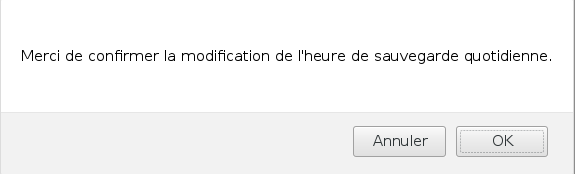 Merci de confirmer la modification de l'heure de sauvegarde quotidienne.
Annuler
OK